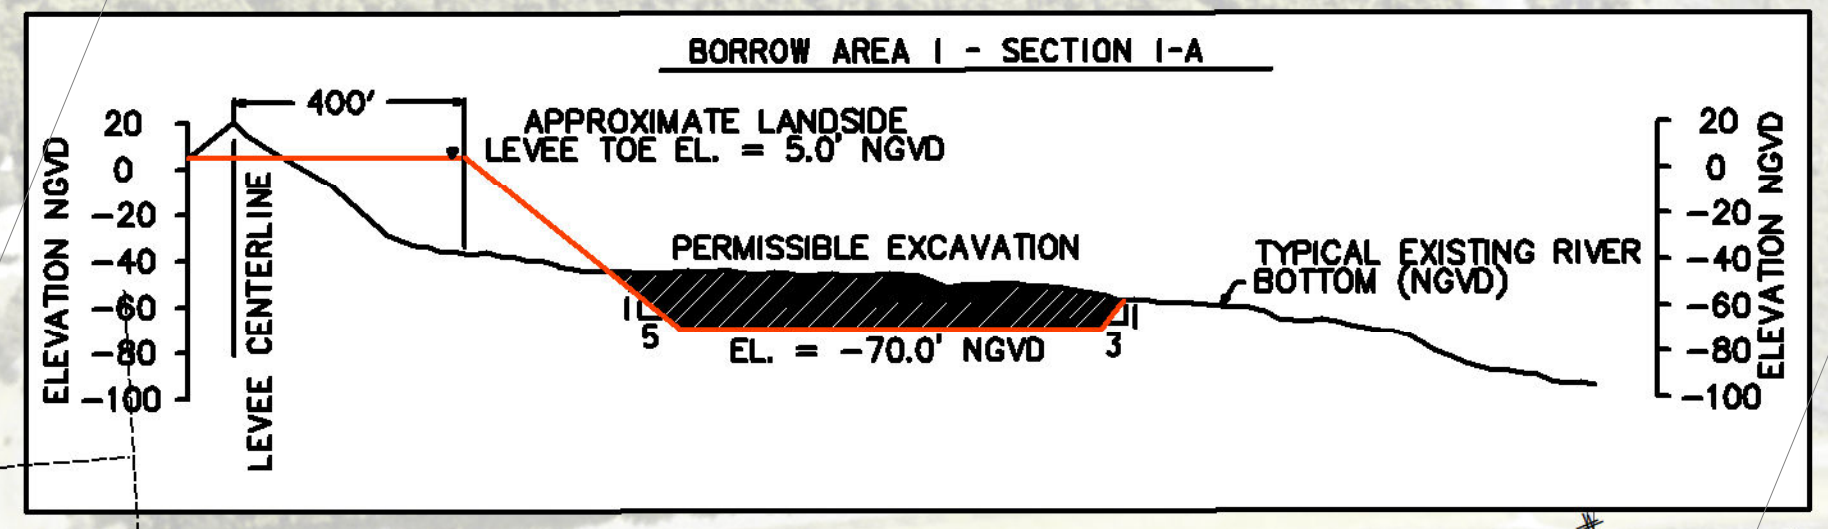 BORROW AREA 1 - SECTION 1-A
400'
APPROXIMATE LANDSIDE
LEVEE TOE EL. = 5.0' NGVD
20
0
-20
-40
-60
-80
-100
ELEVATION NGVD
LEVEE CENTERLINE
PERMISSIBLE EXCAVATION
1
5
EL. = -70.0' NGVD
1
3
TYPICAL EXISTING RIVER
BOTTOM (NGVD)
20
0
-20
-40
-60
-80
-100
ELEVATION NGVD